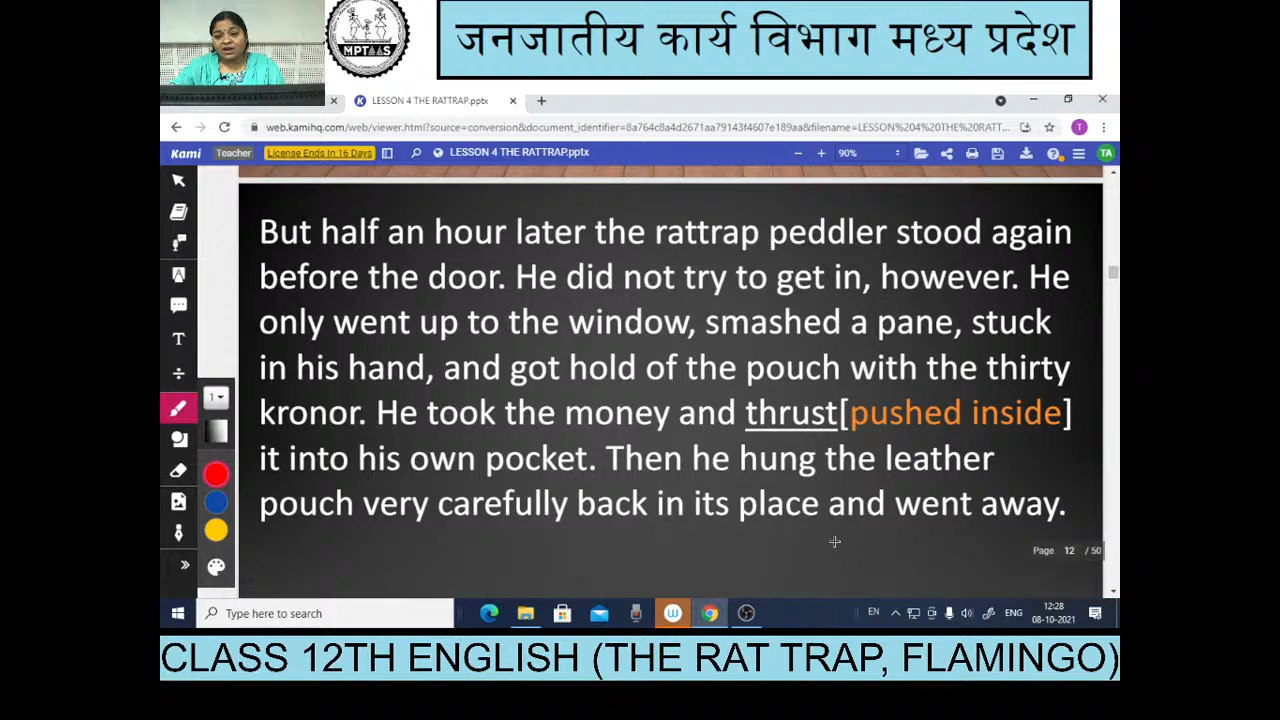 MPTAAS
जनजातीय कार्य विभाग मध्य प्रदेश
LESSON 4 THE RATTRAP.pptx
web.kamihq.com/web/viewer.html?source=conversion&document_identifier=8a764c8a4d2671aa79143f4607e189aa&filename=LESSON%204%20THE%20RATT...
Kami Teacher License Ends In 16 Days LESSON 4 THE RATTRAP.pptx 90% TA
But half an hour later the rattrap peddler stood again
before the door. He did not try to get in, however. He
only went up to the window, smashed a pane, stuck
in his hand, and got hold of the pouch with the thirty
kronor. He took the money and thrust[pushed inside]
it into his own pocket. Then he hung the leather
pouch very carefully back in its place and went away.
Page 12 / 50
Type here to search
EN ENG 12:28
08-10-2021
CLASS 12TH ENGLISH (THE RAT TRAP, FLAMINGO)